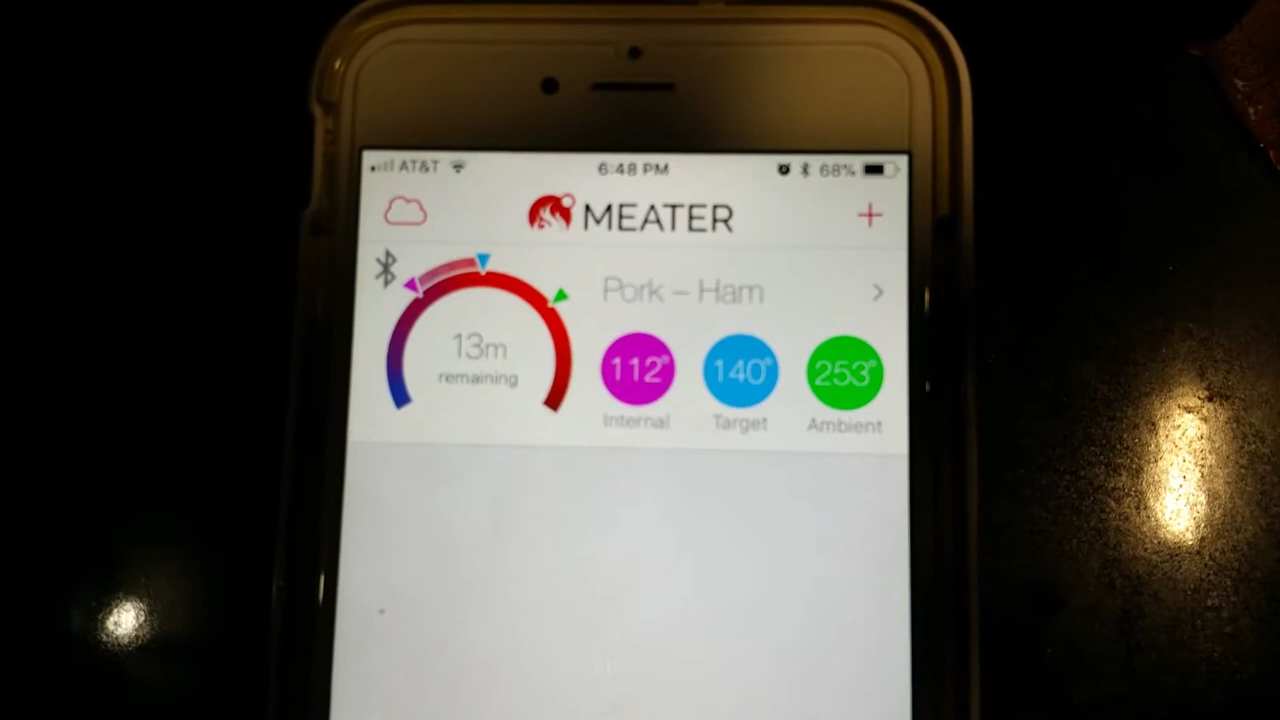 AT&T 6:48 PM 68%
MEATER +
Pork – Ham >
13m
remaining
112° 140° 253°
Internal Target Ambient